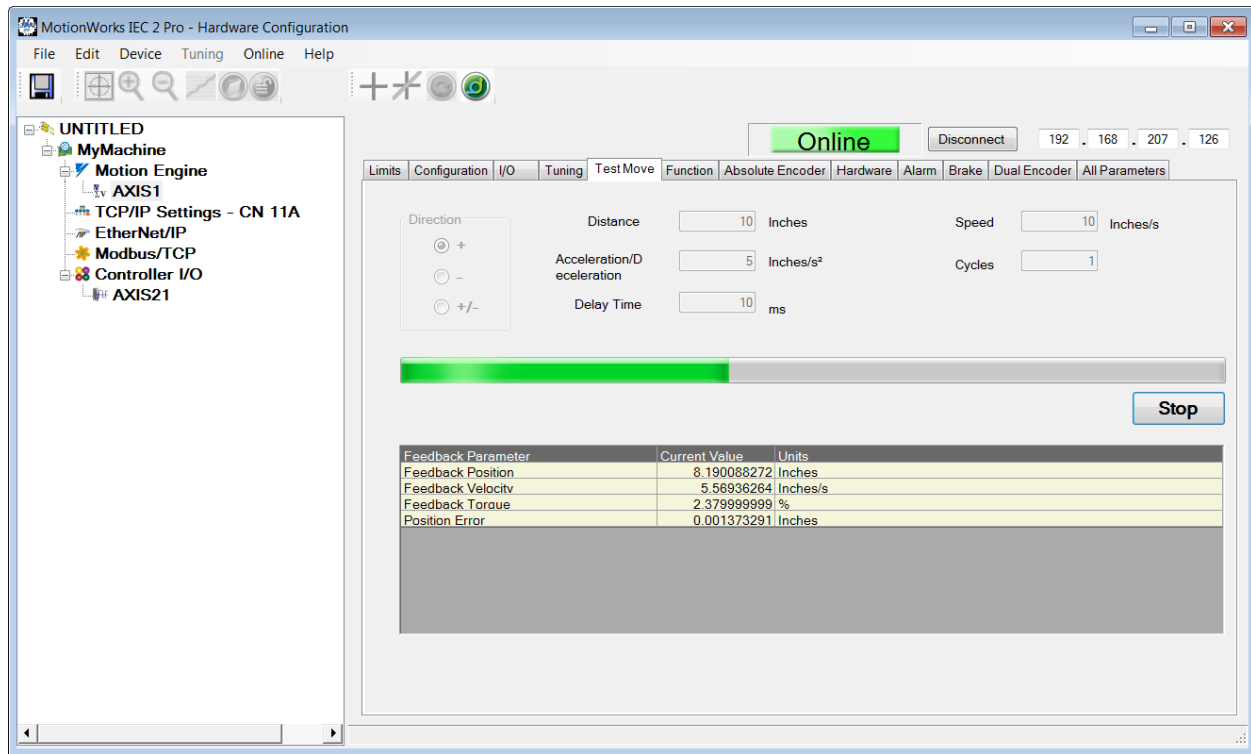 MotionWorks IEC 2 Pro - Hardware Configuration
File Edit Device Tuning Online Help
UNTITLED
MyMachine
Motion Engine
AXIS1
TCP/IP Settings - CN 11A
EtherNet/IP
Modbus/TCP
Controller I/O
AXIS21
Online Disconnect 192 . 168 . 207 . 126
Limits Configuration I/O Tuning Test Move Function Absolute Encoder Hardware Alarm Brake Dual Encoder All Parameters
Direction
+
-
+/-
Distance 10 Inches Speed 10 Inches/s
Acceleration/D
eceleration 5 Inches/s² Cycles 1
Delay Time 10 ms
Stop
Feedback Parameter Current Value Units
Feedback Position 8.190088272 Inches
Feedback Velocity 5.56936264 Inches/s
Feedback Torque 2.379999999 %
Position Error 0.001373291 Inches